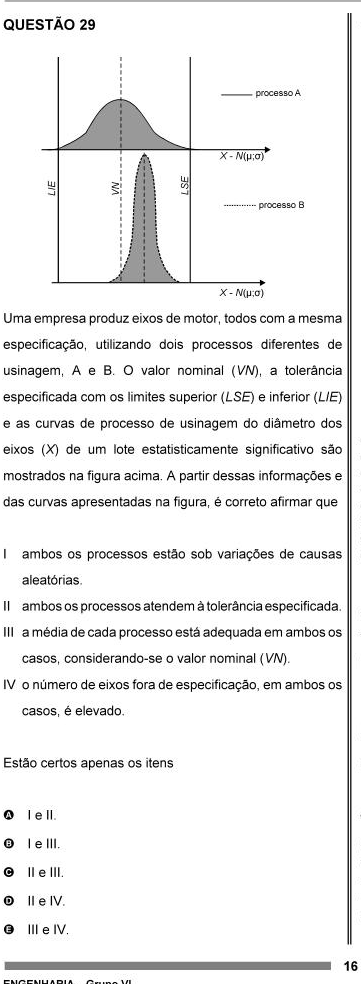 QUESTÃO 29
processo A
X - N(μ;σ)
LIE
VN
LSE
processo B
X - N(μ;σ)
Uma empresa produz eixos de motor, todos com a mesma
especificação, utilizando dois processos diferentes de
usinagem, A e B. O valor nominal (VN), a tolerância
especificada com os limites superior (LSE) e inferior (LIE)
e as curvas de processo de usinagem do diâmetro dos
eixos (X) de um lote estatisticamente significativo são
mostrados na figura acima. A partir dessas informações e
das curvas apresentadas na figura, é correto afirmar que
I ambos os processos estão sob variações de causas
aleatórias.
II ambos os processos atendem à tolerância especificada.
III a média de cada processo está adequada em ambos os
casos, considerando-se o valor nominal (VN).
IV o número de eixos fora de especificação, em ambos os
casos, é elevado.
Estão certos apenas os itens
A I e II.
B I e III.
C II e III.
D II e IV.
E III e IV.
16
ENGENHARIA - Grupo VI